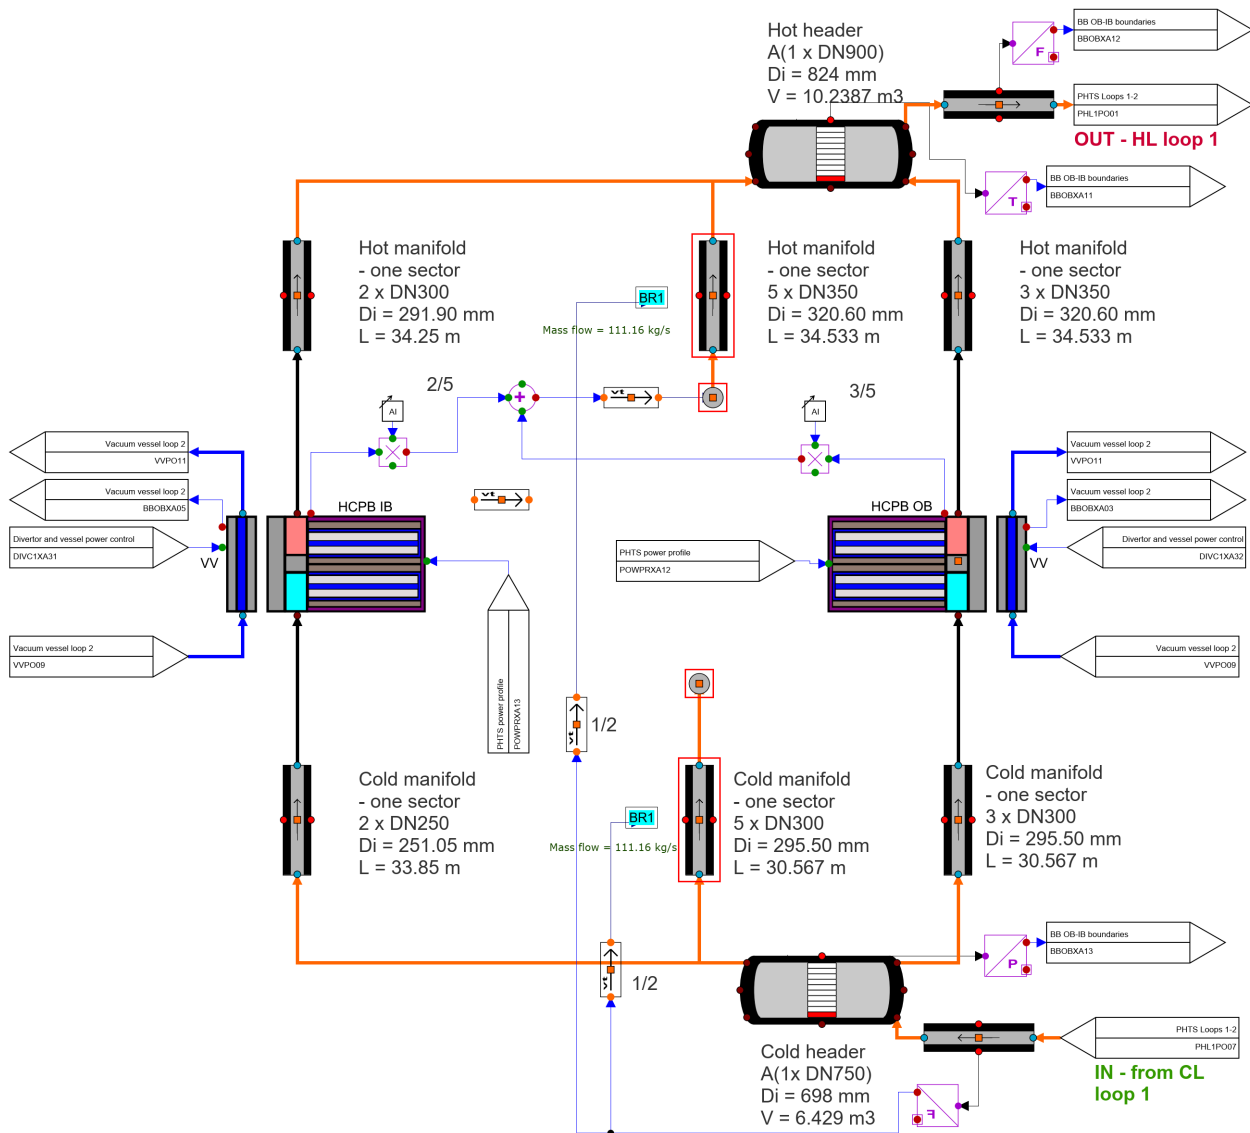 Hot header
A(1 x DN900)
Di = 824 mm
V = 10.2387 m3
F
BB OB-IB boundaries
BBOBXA12
PHTS Loops 1-2
PHL1PO01
OUT - HL loop 1
T
BB OB-IB boundaries
BBOBXA11
Hot manifold
- one sector
2 x DN300
Di = 291.90 mm
L = 34.25 m
BR1
Mass flow = 111.16 kg/s
Hot manifold
- one sector
5 x DN350
Di = 320.60 mm
L = 34.533 m
Hot manifold
- one sector
3 x DN350
Di = 320.60 mm
L = 34.533 m
2/5
AI
+
vt
AI
3/5
Vacuum vessel loop 2
VVPO11
Vacuum vessel loop 2
BBOBXA05
Divertor and vessel power control
DIVC1XA31
VV
Vacuum vessel loop 2
VVPO09
HCPB IB
vt
PHTS power profile
POWPRXA13
PHTS power profile
POWPRXA12
HCPB OB
Vacuum vessel loop 2
VVPO11
Vacuum vessel loop 2
BBOBXA03
Divertor and vessel power control
DIVC1XA32
VV
Vacuum vessel loop 2
VVPO09
vt
1/2
Cold manifold
- one sector
2 x DN250
Di = 251.05 mm
L = 33.85 m
BR1
Mass flow = 111.16 kg/s
Cold manifold
- one sector
5 x DN300
Di = 295.50 mm
L = 30.567 m
Cold manifold
- one sector
3 x DN300
Di = 295.50 mm
L = 30.567 m
vt
1/2
P
BB OB-IB boundaries
BBOBXA13
Cold header
A(1x DN750)
Di = 698 mm
V = 6.429 m3
F
PHTS Loops 1-2
PHL1PO07
IN - from CL
loop 1